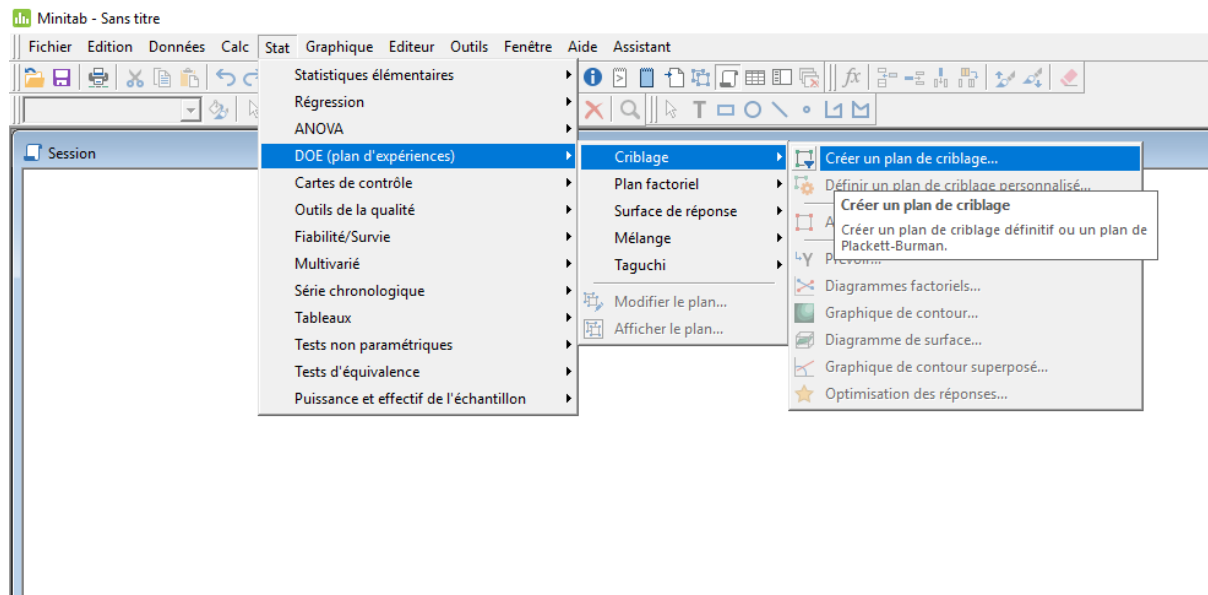 Minitab - Sans titre
Fichier Edition Données Calc Stat Graphique Editeur Outils Fenêtre Aide Assistant
Session
Statistiques élémentaires
Régression
ANOVA
DOE (plan d'expériences)
Cartes de contrôle
Outils de la qualité
Fiabilité/Survie
Multivarié
Série chronologique
Tableaux
Tests non paramétriques
Tests d'équivalence
Puissance et effectif de l'échantillon
Criblage
Plan factoriel
Surface de réponse
Mélange
Taguchi
Modifier le plan...
Afficher le plan...
Créer un plan de criblage...
Définir un plan de criblage personnalisé...
Créer un plan de criblage
Créer un plan de criblage définitif ou un plan de
Plackett-Burman.
Prévoir...
Diagrammes factoriels...
Graphique de contour...
Diagramme de surface...
Graphique de contour superposé...
Optimisation des réponses...